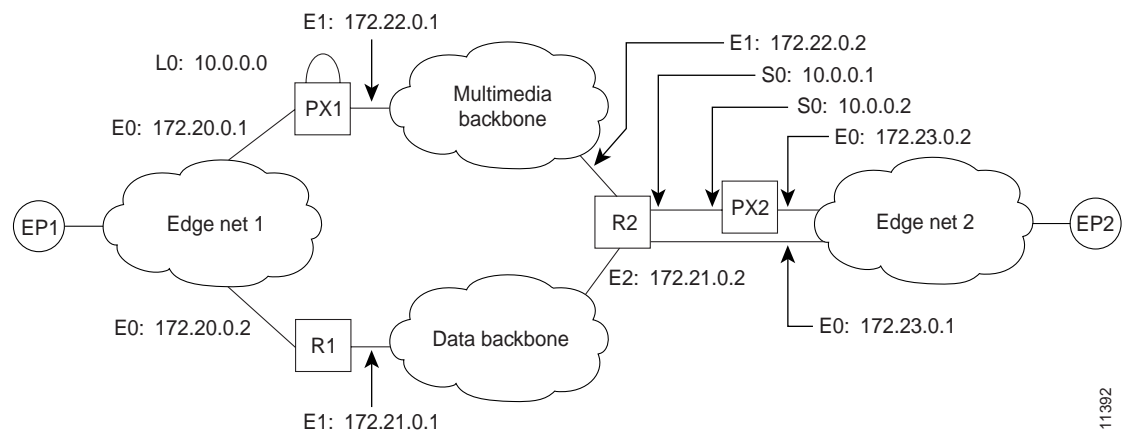 E1: 172.22.0.1
L0: 10.0.0.0
PX1
E0: 172.20.0.1
Multimedia
backbone
E1: 172.22.0.2
S0: 10.0.0.1
S0: 10.0.0.2
E0: 172.23.0.2
EP1
Edge net 1
R2
PX2
Edge net 2
EP2
E2: 172.21.0.2
E0: 172.20.0.2
R1
Data backbone
E0: 172.23.0.1
E1: 172.21.0.1
11392